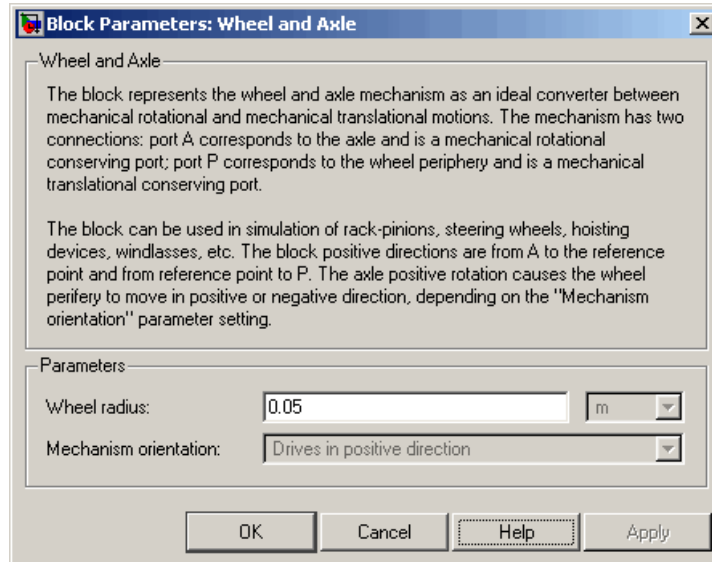 Block Parameters: Wheel and Axle
Wheel and Axle
The block represents the wheel and axle mechanism as an ideal converter between
mechanical rotational and mechanical translational motions. The mechanism has two
connections: port A corresponds to the axle and is a mechanical rotational
conserving port; port P corresponds to the wheel periphery and is a mechanical
translational conserving port.
The block can be used in simulation of rack-pinions, steering wheels, hoisting
devices, windlasses, etc. The block positive directions are from A to the reference
point and from reference point to P. The axle positive rotation causes the wheel
perifery to move in positive or negative direction, depending on the "Mechanism
orientation" parameter setting.
Parameters
Wheel radius: 0.05 m
Mechanism orientation: Drives in positive direction
OK Cancel Help Apply